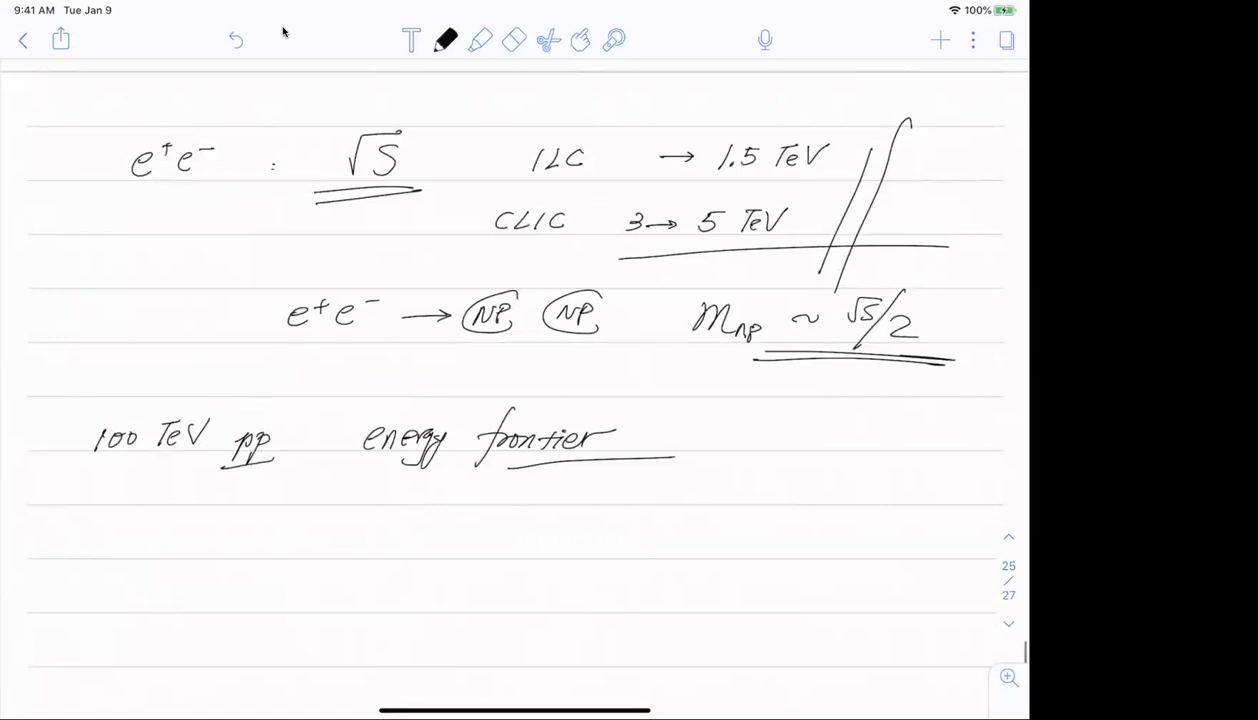 9:41 AM Tue Jan 9 100%
T
e⁺e⁻ : √S ILC → 1.5 TeV
CLIC 3→ 5 TeV
e⁺e⁻ → NP NP M_NP ~ √S/2
100 TeV pp energy frontier
25
/
27